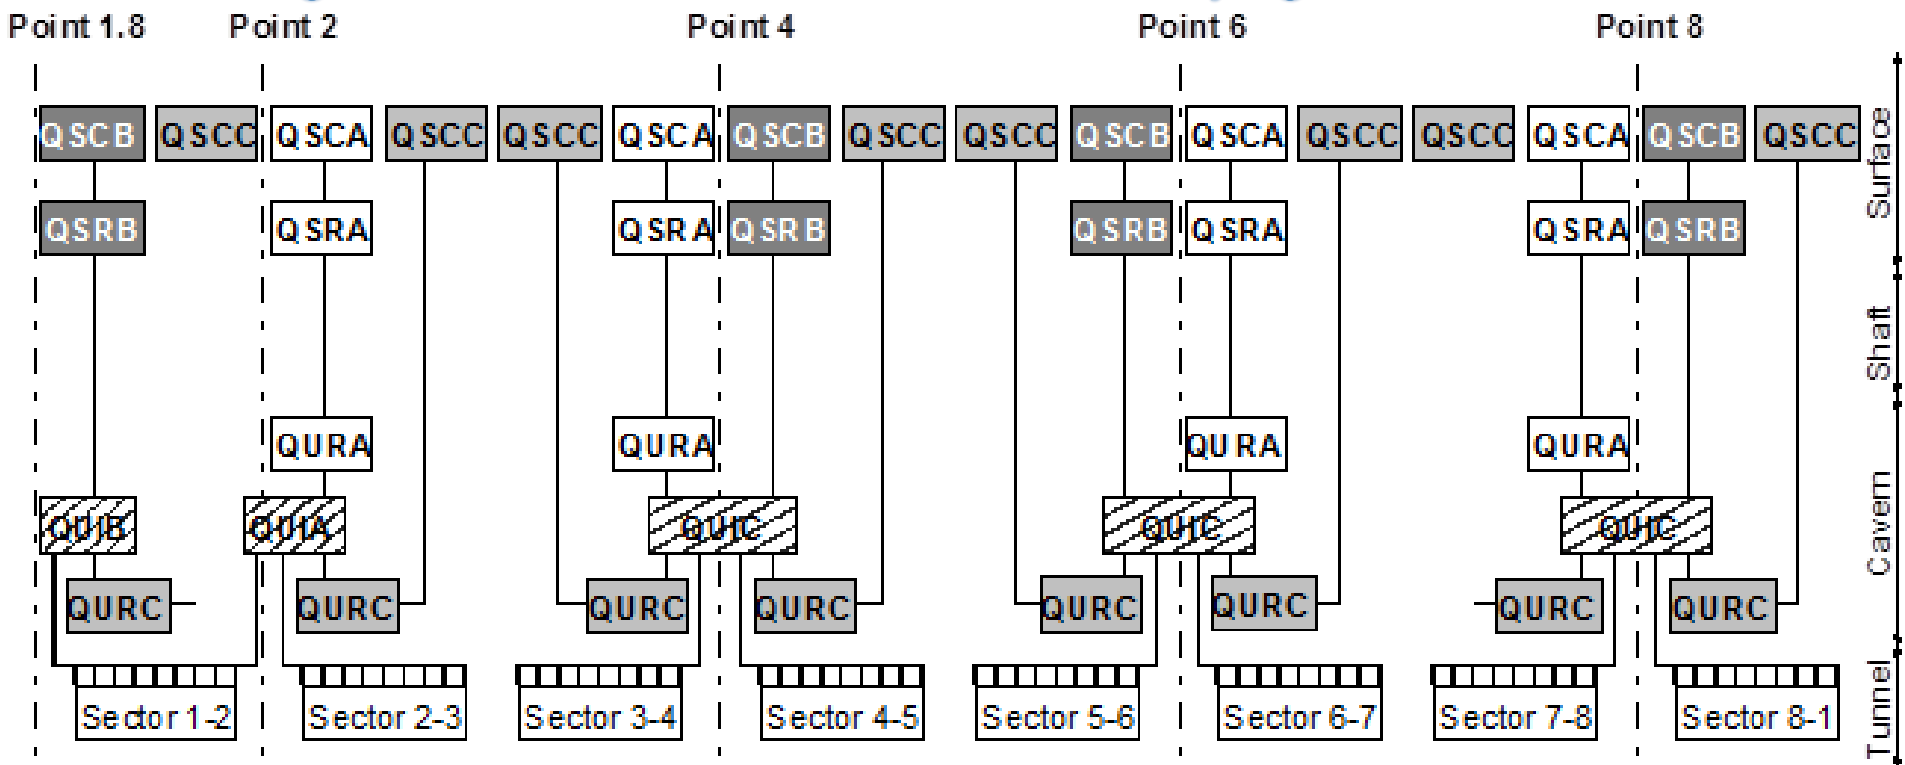 Point 1.8 Point 2 Point 4 Point 6 Point 8
QSCB QSCC QSCA QSCC QSCC QSCA QSCB QSCC QSCC QSCB QSCA QSCC QSCC QSCA QSCB QSCC
Surface
QSRB QSRA QSRA QSRB QSRB QSRA QSRA QSRB
Shaft
QURA QURA QURA QURA
Cavern
QUIB QUIA QUIC QUIC QUIC
QURC QURC QURC QURC QURC QURC QURC QURC
Tunnel
Sector 1-2 Sector 2-3 Sector 3-4 Sector 4-5 Sector 5-6 Sector 6-7 Sector 7-8 Sector 8-1